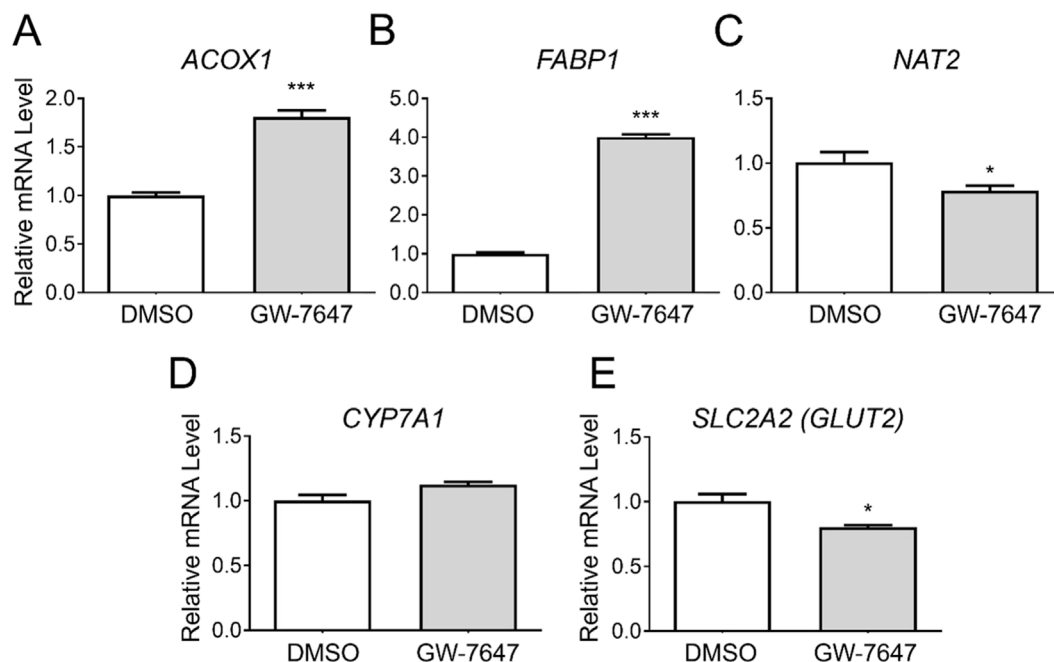 A
ACOX1
Relative mRNA Level
2.0
1.5
1.0
0.5
0.0
***
DMSO
GW-7647
B
FABP1
5.0
4.0
3.0
2.0
1.0
0.0
***
DMSO
GW-7647
C
NAT2
1.5
1.0
0.5
0.0
*
DMSO
GW-7647
D
CYP7A1
Relative mRNA Level
1.5
1.0
0.5
0.0
DMSO
GW-7647
E
SLC2A2 (GLUT2)
Relative mRNA Level
1.5
1.0
0.5
0.0
*
DMSO
GW-7647